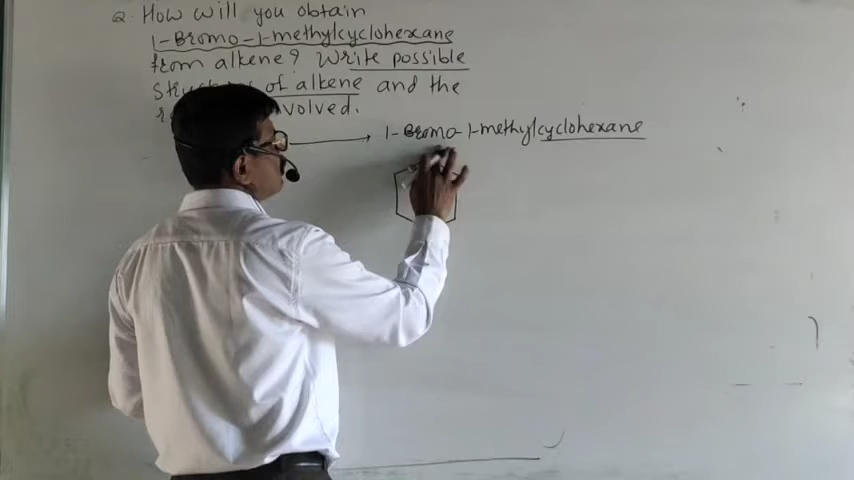 Q. How will you obtain
1-Bromo-1-methylcyclohexane
from alkene? Write possible
of alkene and the
involved.
1-Bromo-1-methylcyclohexane